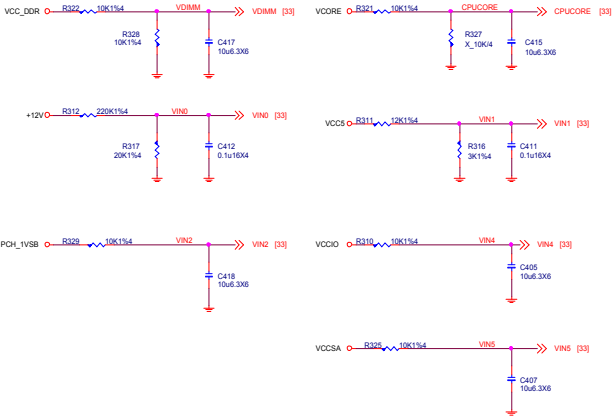 VCC_DDR R322 10K1%4 VDIMM VDIMM [33]
R328
10K1%4
C417
10u6.3X6
VCORE R321 10K1%4 CPUCORE CPUCORE [33]
R327
X_10K/4
C415
10u6.3X6
+12V R312 220K1%4 VIN0 VIN0 [33]
R317
20K1%4
C412
0.1u16X4
VCC5 R311 12K1%4 VIN1 VIN1 [33]
R316
3K1%4
C411
0.1u16X4
PCH_1VSB R329 10K1%4 VIN2 VIN2 [33]
C418
10u6.3X6
VCCIO R310 10K1%4 VIN4 VIN4 [33]
C405
10u6.3X6
VCCSA R325 10K1%4 VIN5 VIN5 [33]
C407
10u6.3X6